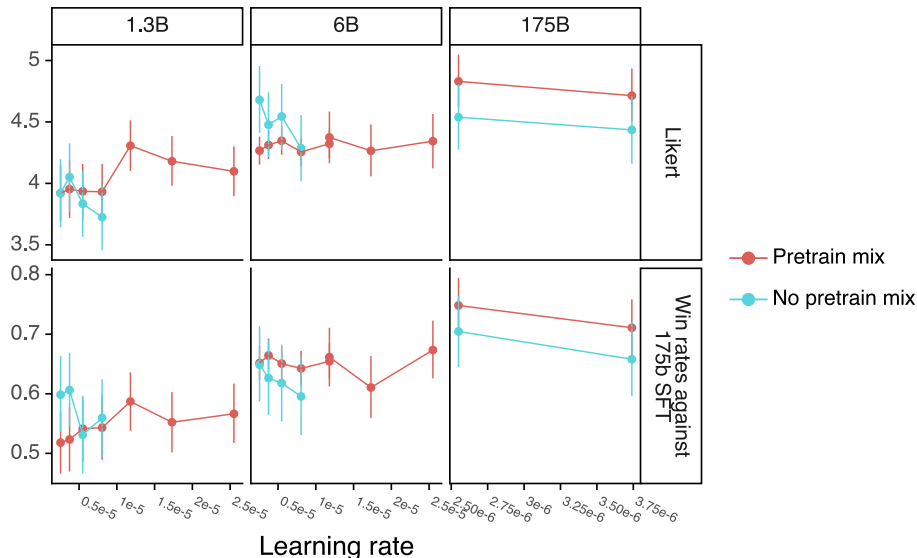 1.3B
6B
175B
5
4.5
4
3.5
Likert
0.8
0.7
0.6
0.5
Win rates against
175b SFT
Pretrain mix
No pretrain mix
0.5e-5
1e-5
1.5e-5
2e-5
2.5e-5
0.5e-5
1e-5
1.5e-5
2e-5
2.5e-5
2.50e-6
2.75e-6
3e-6
3.25e-6
3.50e-6
3.75e-6
Learning rate